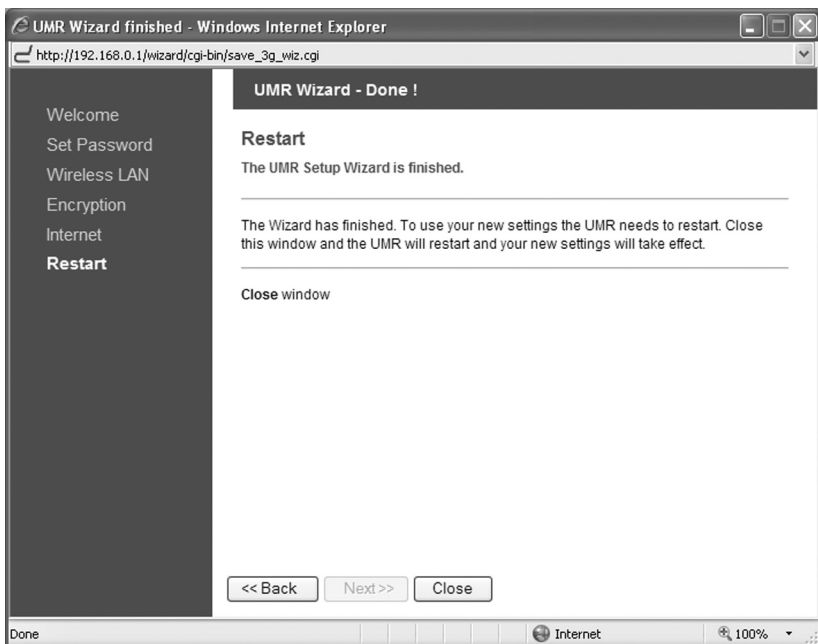 UMR Wizard finished - Windows Internet Explorer
http://192.168.0.1/wizard/cgi-bin/save_3g_wiz.cgi
UMR Wizard - Done !
Welcome
Set Password
Wireless LAN
Encryption
Internet
Restart
Restart
The UMR Setup Wizard is finished.
The Wizard has finished. To use your new settings the UMR needs to restart. Close
this window and the UMR will restart and your new settings will take effect.
Close window
<< Back
Next >>
Close
Done
Internet
100%